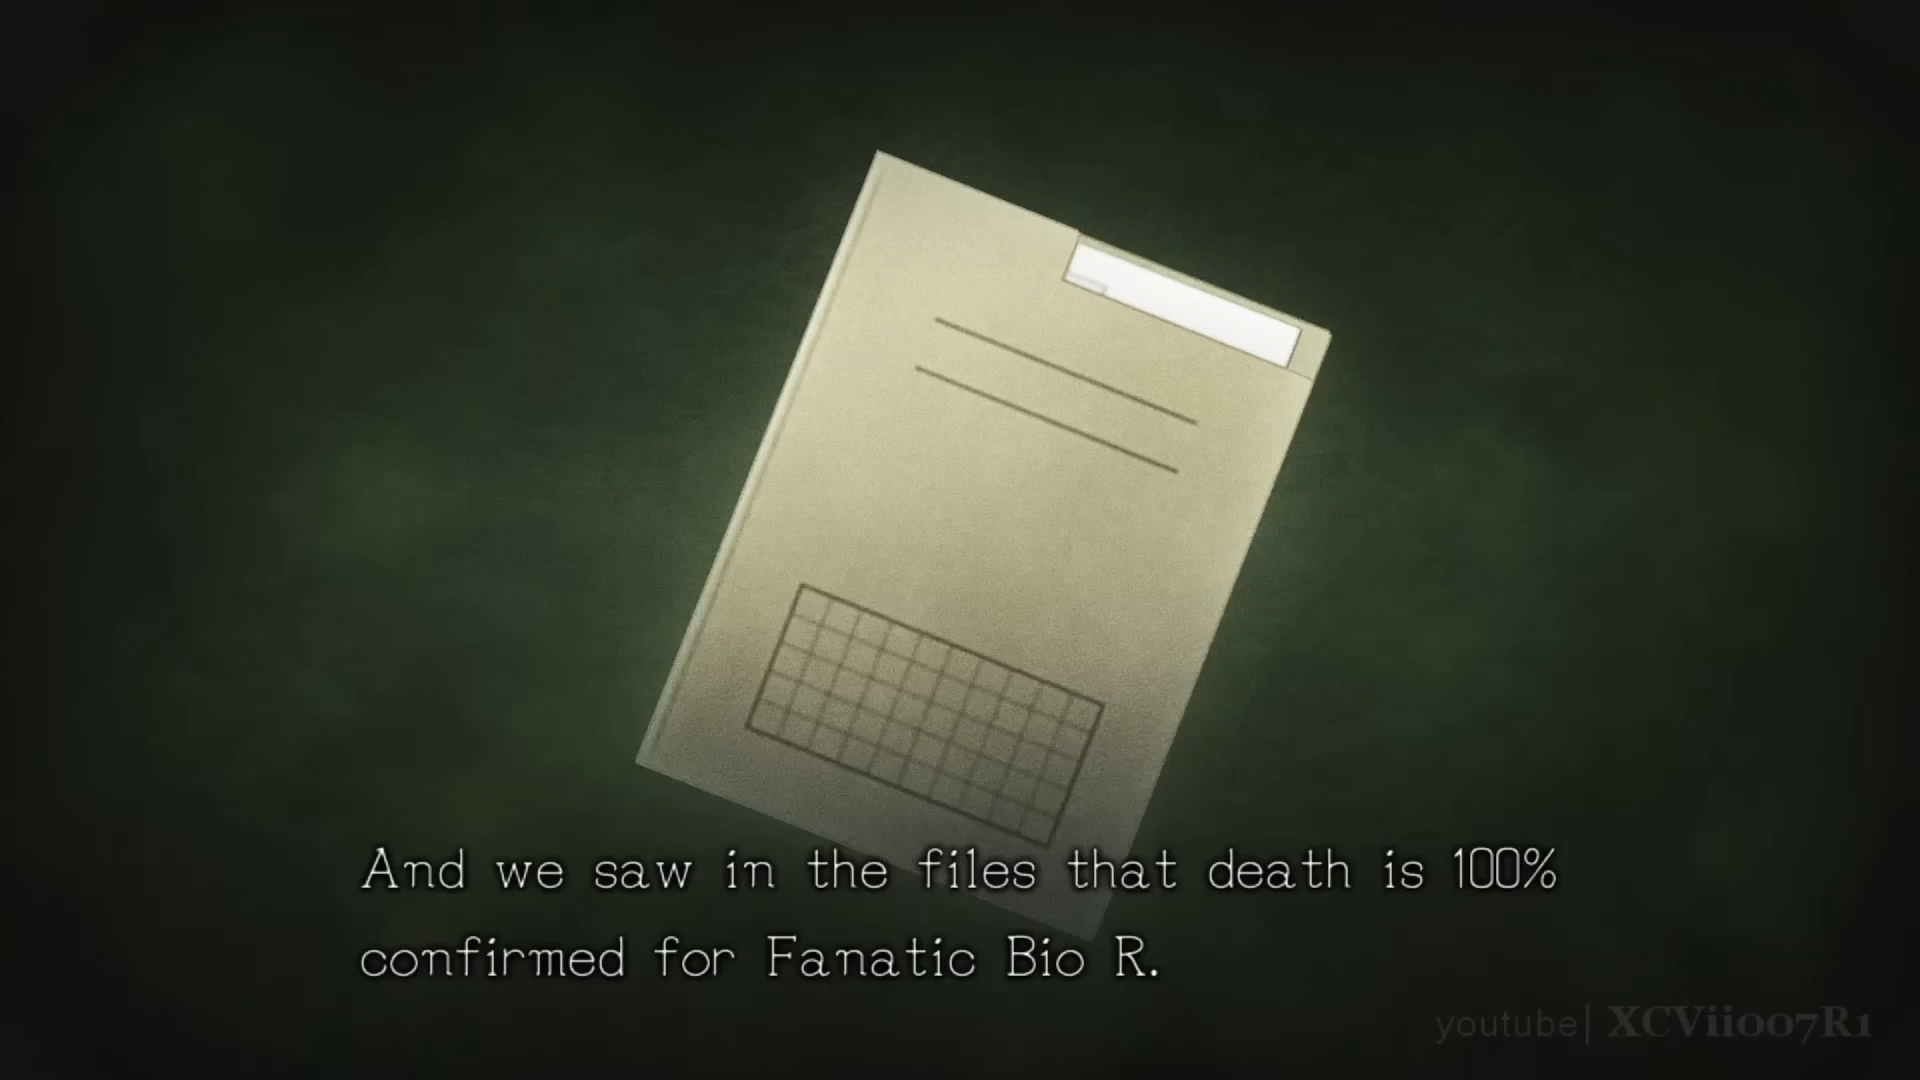 And we saw in the files that death is 100%
confirmed for Fanatic Bio R.
youtube| XCVii007R1